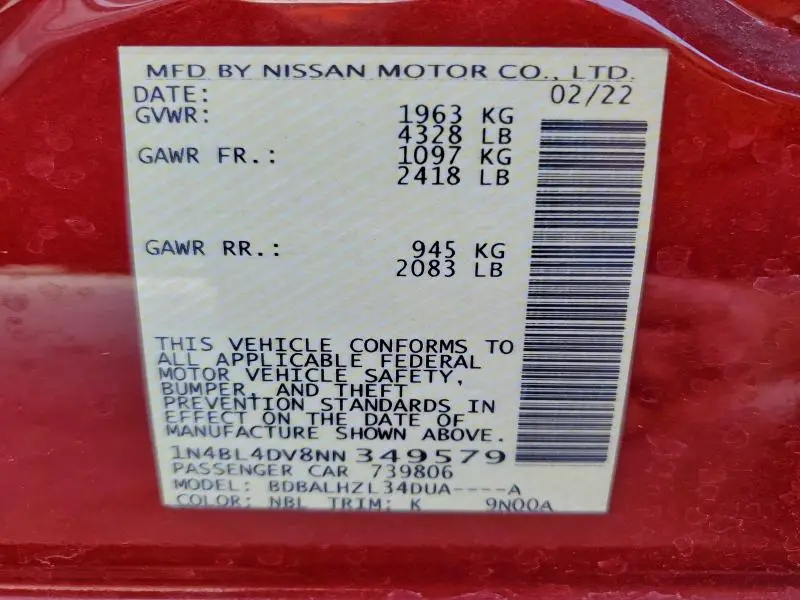 MFD BY NISSAN MOTOR CO., LTD.
DATE: 02/22
GVWR: 1963 KG
4328 LB
GAWR FR.: 1097 KG
2418 LB
GAWR RR.: 945 KG
2083 LB
THIS VEHICLE CONFORMS TO
ALL APPLICABLE FEDERAL
MOTOR VEHICLE SAFETY,
BUMPER, AND THEFT
PREVENTION STANDARDS IN
EFFECT ON THE DATE OF
MANUFACTURE SHOWN ABOVE.
1N4BL4DV8NN 349579
PASSENGER CAR 739806
MODEL: BDBALHZL34DUA----A
COLOR: NBL TRIM: K 9N00A